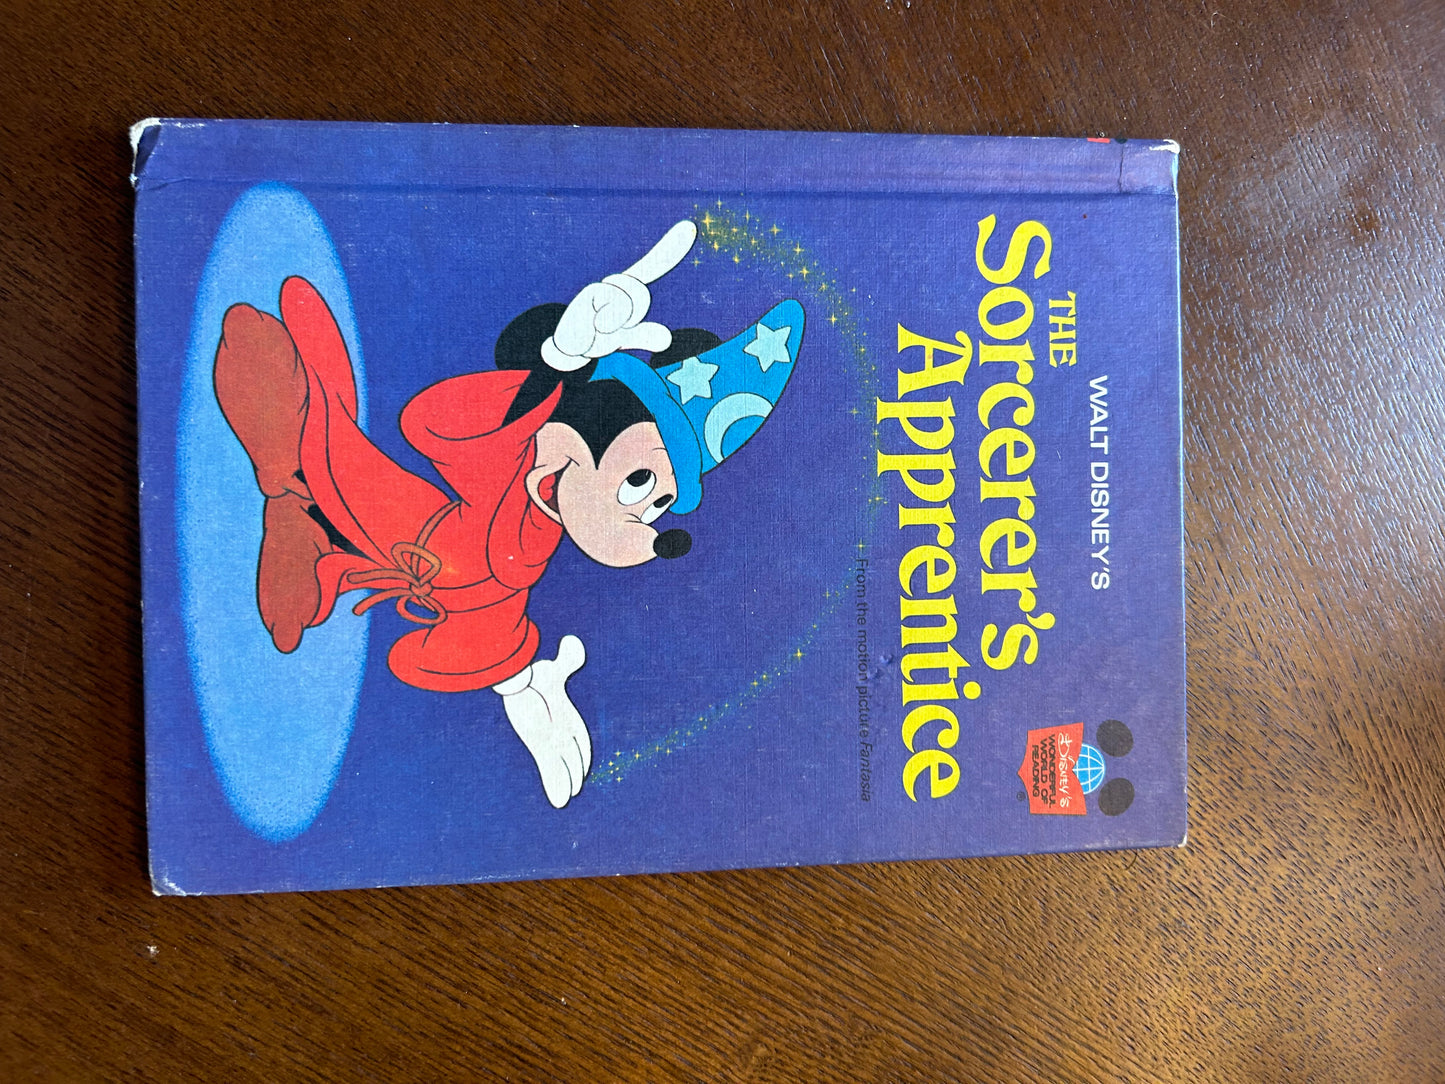 WALT DISNEY'S
THE
Sorcerer's
Apprentice
From the motion picture Fantasia
Disney's
WONDERFUL
WORLD OF
READING
®